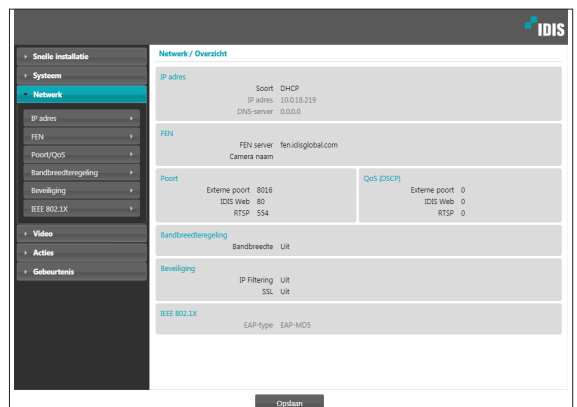 IDIS
Snelle installatie
Systeem
Netwerk
IP adres
FEN
Poort/QoS
Bandbreedteregeling
Beveiliging
IEEE 802.1X
Video
Acties
Gebeurtenis
Netwerk / Overzicht
IP adres
Soort DHCP
IP adres 10.0.18.219
DNS-server 0.0.0.0
FEN
FEN server fen.idisglobal.com
Camera naam
Poort
Externe poort 8016
IDIS Web 80
RTSP 554
QoS (DSCP)
Externe poort 0
IDIS Web 0
RTSP 0
Bandbreedteregeling
Bandbreedte Uit
Beveiliging
IP Filtering Uit
SSL Uit
IEEE 802.1X
EAP-type EAP-MD5
Opslaan